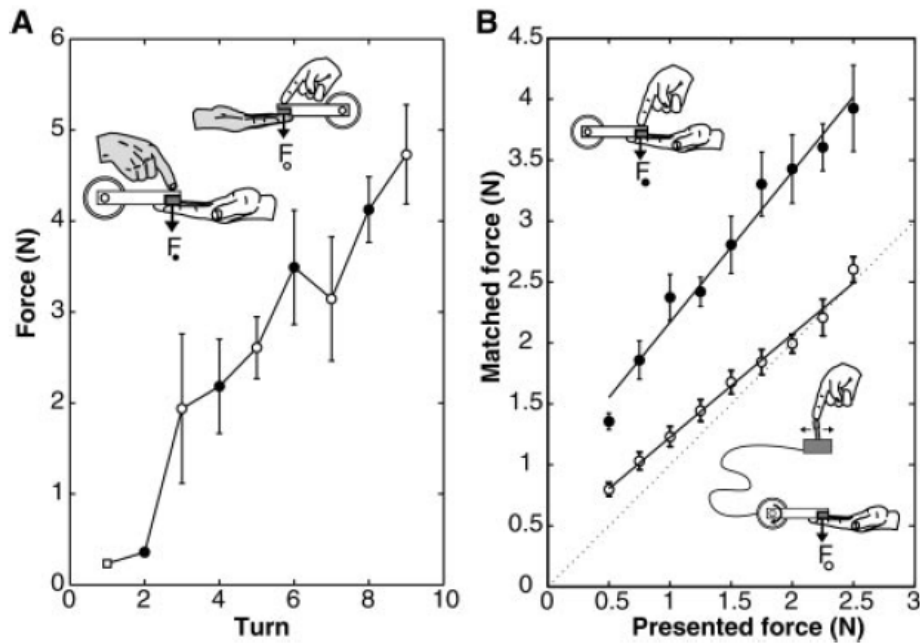 A
Force (N)
6
5
4
3
2
1
0
0 2 4 6 8 10
Turn
F
F
B
Matched force (N)
4.5
4
3.5
3
2.5
2
1.5
1
0.5
0
0 0.5 1 1.5 2 2.5 3
Presented force (N)
F
F